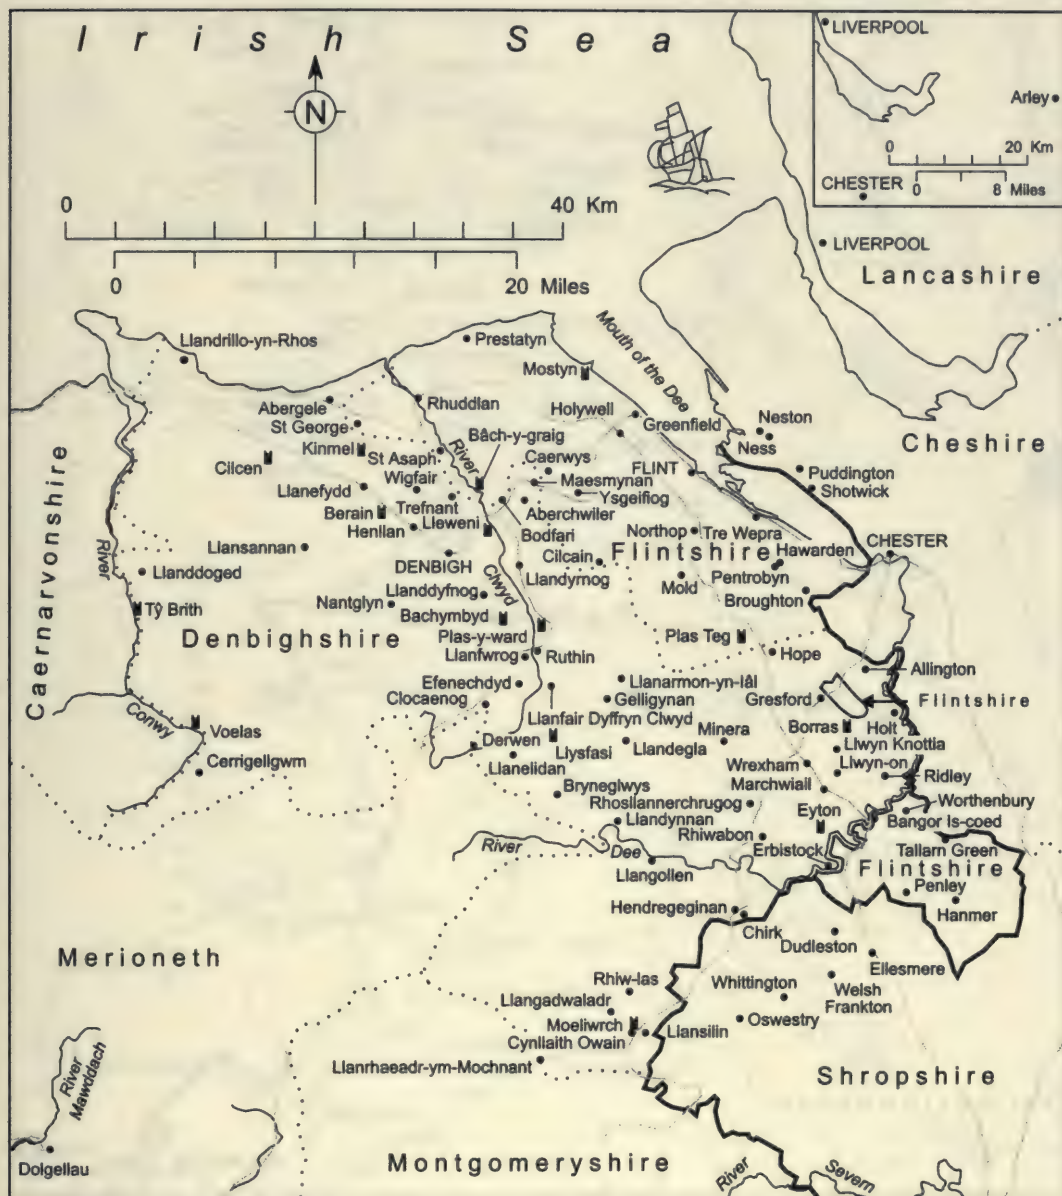 Irish Sea
N
0 40 Km
0 20 Miles
LIVERPOOL
Arley
0 20 Km
0 8 Miles
CHESTER
LIVERPOOL
Lancashire
Llandrillo-yn-Rhos
Prestatyn
Mouth of the Dee
Mostyn
Abergele
Rhuddlan
Holywell
Greenfield
Neston
Ness
Cheshire
St George
Kinmel
Cilcen
St Asaph
River
Bâch-y-graig
Caerwys
FLINT
Puddington
Shotwick
Wigfair
Llanefydd
Maesmynan
Ysgeifiog
Berain
Trefnant
Henllan
Lleweni
Aberchwiler
Bodfari
Northop
Tre Wepra
Flintshire
Hawarden
CHESTER
Llansannan
DENBIGH
Cilcain
Llanddoged
Llandyrnog
Clwyd
Mold
Pentrobyn
Broughton
Llanddyfnog
Tŷ Brith
Nantglyn
Bachymbyd
Denbighshire
Plas-y-ward
Plas Teg
Hope
Caernarvonshire
River
Conwy
Llanfwrog
Ruthin
Allington
Efenechdyd
Llanarmon-yn-Iâl
Clocaenog
Gelligynan
Gresford
Flintshire
Llanfair Dyffryn Clwyd
Minera
Borras
Holt
Voelas
Derwen
Llysfasi
Llandegla
Llwyn Knottia
Cerrigellgwm
Llanelidan
Wrexham
Llwyn-on
Marchwiail
Ridley
Bryneglwys
Rhosllannerchrugog
Worthenbury
Llandynnan
Eyton
Bangor Is-coed
River Dee
Rhiwabon
Erbistock
Tallarn Green
Llangollen
Flintshire
Penley
Hendregeginan
Hanmer
Chirk
Dudleston
Merioneth
Ellesmere
Rhiw-las
Whittington
Welsh
Frankton
Llangadwaladr
Moeliwrch
Oswestry
Cynllaith Owain
Llansilin
Llanrhaeadr-ym-Mochnant
Shropshire
River
Mawddach
Dolgellau
Montgomeryshire
River Severn